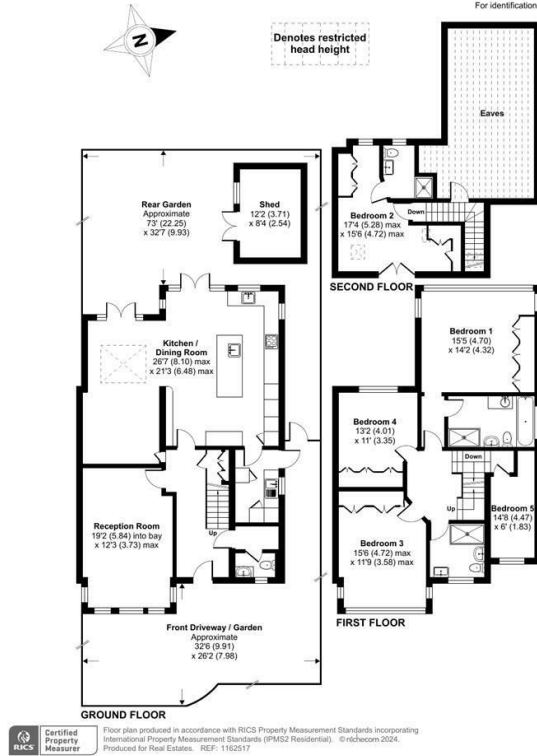 For identification
N
Denotes restricted
head height
Eaves
Rear Garden
Approximate
73' (22.25)
x 32'7 (9.93)
Shed
12'2 (3.71)
x 8'4 (2.54)
Bedroom 2
17'4 (5.28) max
x 15'6 (4.72) max
Down
SECOND FLOOR
Kitchen /
Dining Room
26'7 (8.10) max
x 21'3 (6.48) max
Bedroom 1
15'5 (4.70)
x 14'2 (4.32)
Bedroom 4
13'2 (4.01)
x 11' (3.35)
Down
Up
Bedroom 5
14'8 (4.47)
x 6' (1.83)
Reception Room
19'2 (5.84) into bay
x 12'3 (3.73) max
Up
Bedroom 3
15'6 (4.72) max
x 11'9 (3.58) max
FIRST FLOOR
Front Driveway / Garden
Approximate
32'6 (9.91)
x 26'2 (7.98)
GROUND FLOOR
RICS
Certified
Property
Measurer
Floor plan produced in accordance with RICS Property Measurement Standards incorporating
International Property Measurement Standards (IPMS2 Residential). ©ntchecom 2024.
Produced for Real Estates. REF: 1162517